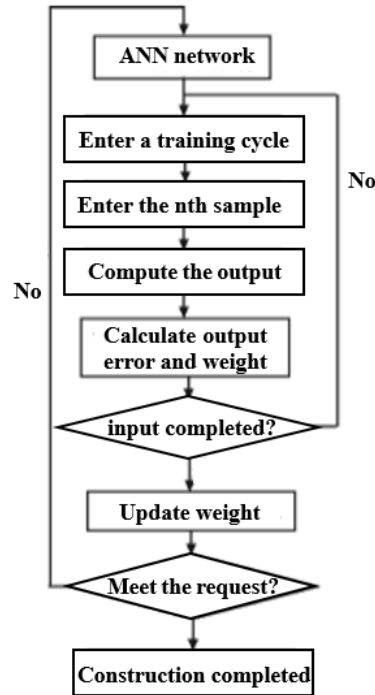 ANN network
Enter a training cycle
No
Enter the nth sample
Compute the output
No
Calculate output
error and weight
input completed?
Update weight
Meet the request?
Construction completed